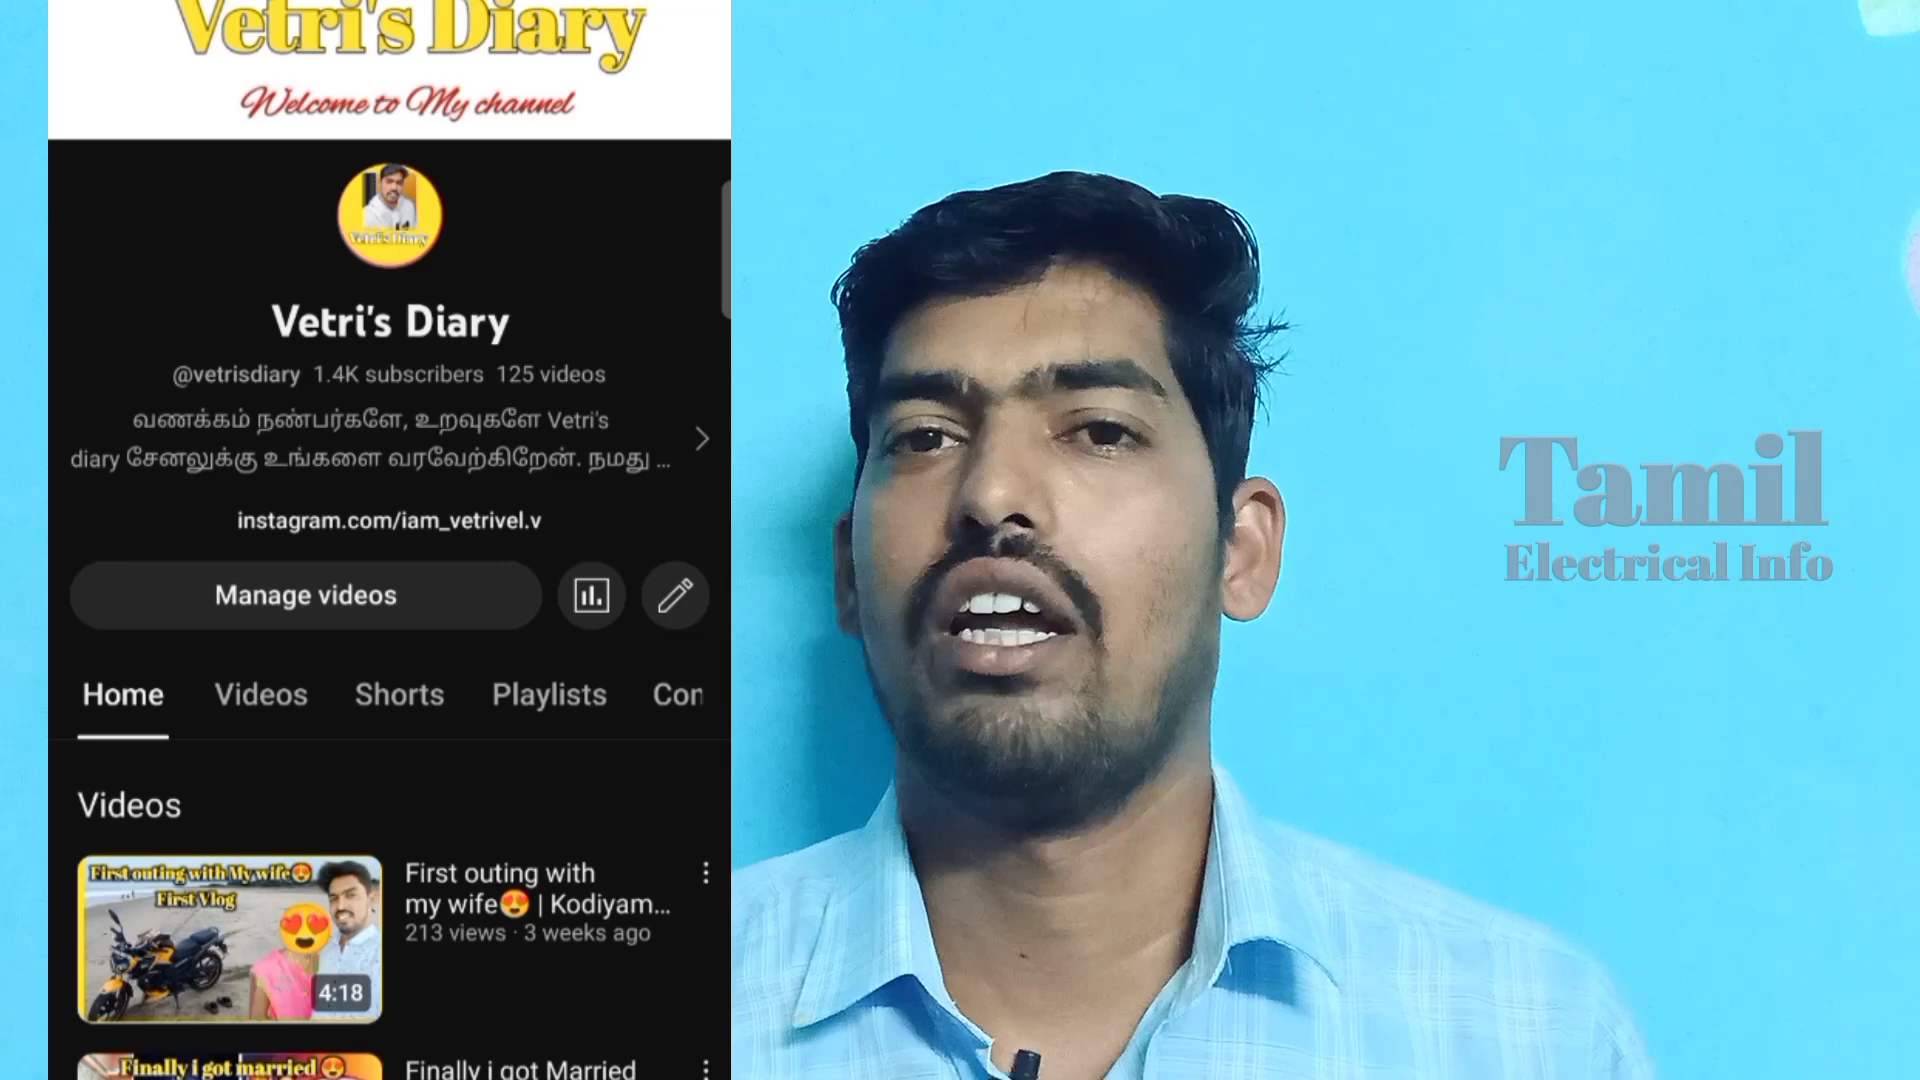 Vetri's Diary
Welcome to My channel
Vetri's Diary
Vetri's Diary
@vetrisdiary 1.4K subscribers 125 videos
வணக்கம் நண்பர்களே, உறவுகளே Vetri's
diary சேனலுக்கு உங்களை வரவேற்கிறேன். நமது ...
instagram.com/iam_vetrivel.v
Manage videos
Home Videos Shorts Playlists Con
Videos
First outing with My wife😍
First Vlog
4:18
First outing with
my wife😍 | Kodiyam...
213 views · 3 weeks ago
Finally i got married😍
Finally i got Married
Tamil
Electrical Info